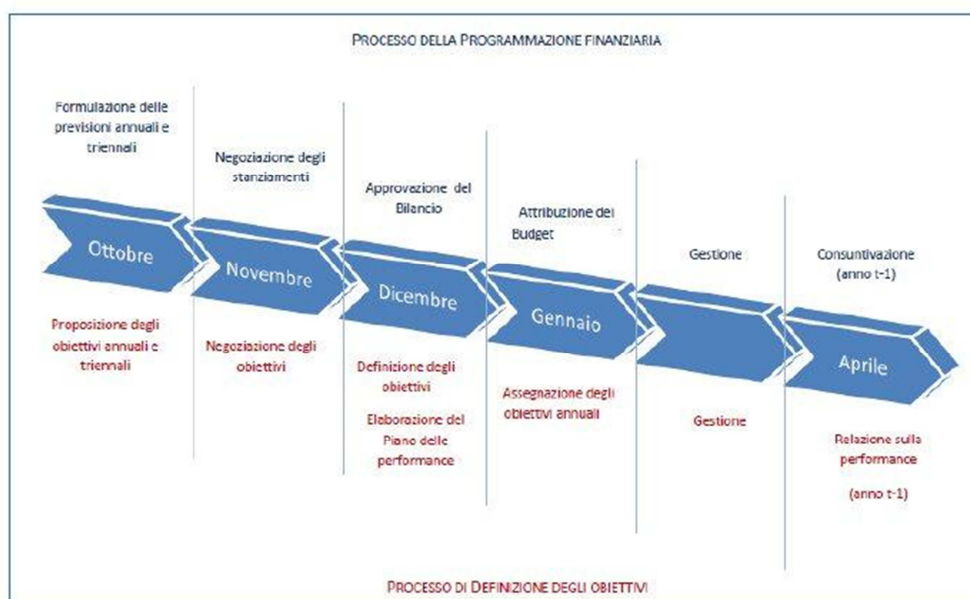 PROCESSO DELLA PROGRAMMAZIONE FINANZIARIA
Formulazione delle
previsioni annuali e
triennali
Negoziazione degli
stanziamenti
Approvazione del
Bilancio
Attribuzione dei
Budget
Gestione
Consuntivazione
(anno t-1)
Ottobre
Novembre
Dicembre
Gennaio
Aprile
Proposizione degli
obiettivi annuali e
triennali
Negoziazione degli
obiettivi
Definizione degli
obiettivi
Elaborazione del
Piano delle
performance
Assegnazione degli
obiettivi annuali
Gestione
Relazione sulla
performance
(anno t-1)
PROCESSO DI DEFINIZIONE DEGLI OBIETTIVI